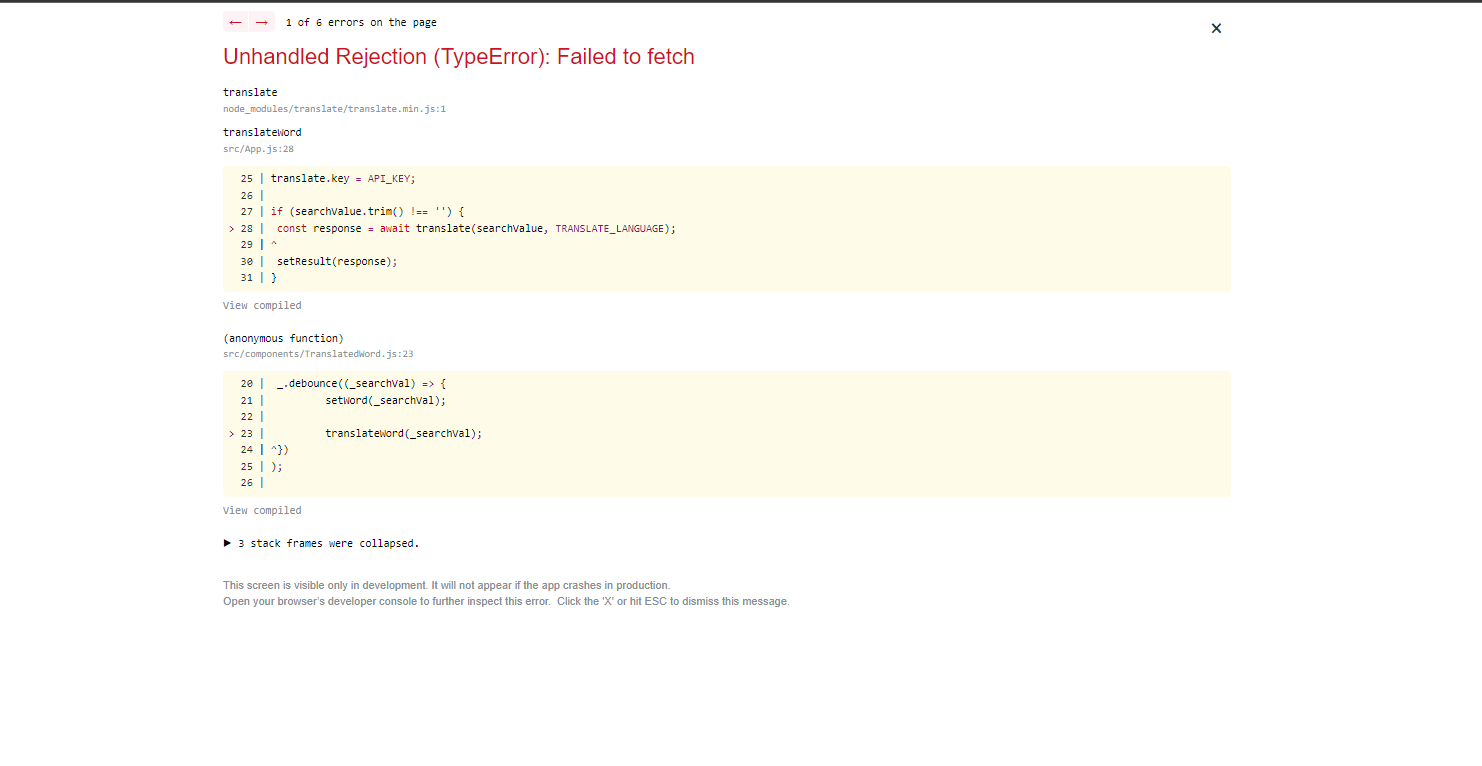 ← → 1 of 6 errors on the page
✕
Unhandled Rejection (TypeError): Failed to fetch
translate
node_modules/translate/translate.min.js:1
translateWord
src/App.js:28
25 | translate.key = API_KEY;
26 |
27 | if (searchValue.trim() !== '') {
> 28 |  const response = await translate(searchValue, TRANSLATE_LANGUAGE);
29 | ^
30 |  setResult(response);
31 | }
View compiled
(anonymous function)
src/components/TranslatedWord.js:23
20 |  _.debounce((_searchVal) => {
21 |          setWord(_searchVal);
22 |
> 23 |          translateWord(_searchVal);
24 | ^})
25 | );
26 |
View compiled
▶ 3 stack frames were collapsed.
This screen is visible only in development. It will not appear if the app crashes in production.
Open your browser's developer console to further inspect this error.  Click the 'X' or hit ESC to dismiss this message.